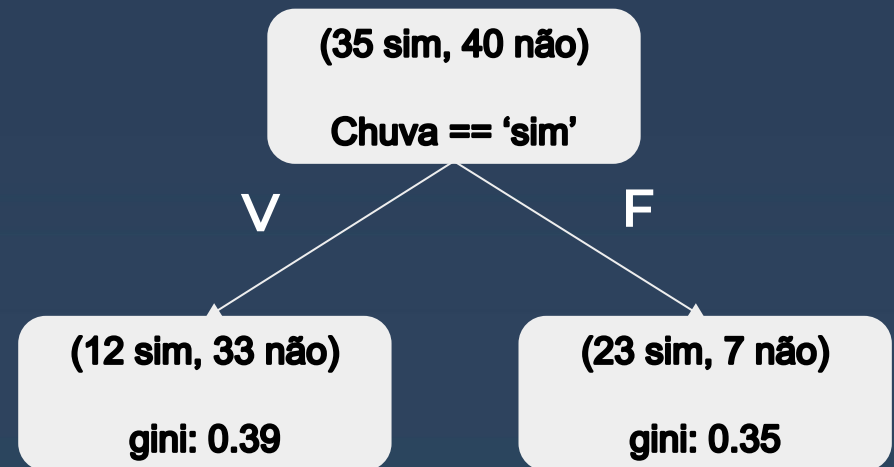 (35 sim, 40 não)
Chuva == ‘sim’
V
F
(12 sim, 33 não)
gini: 0.39
(23 sim, 7 não)
gini: 0.35